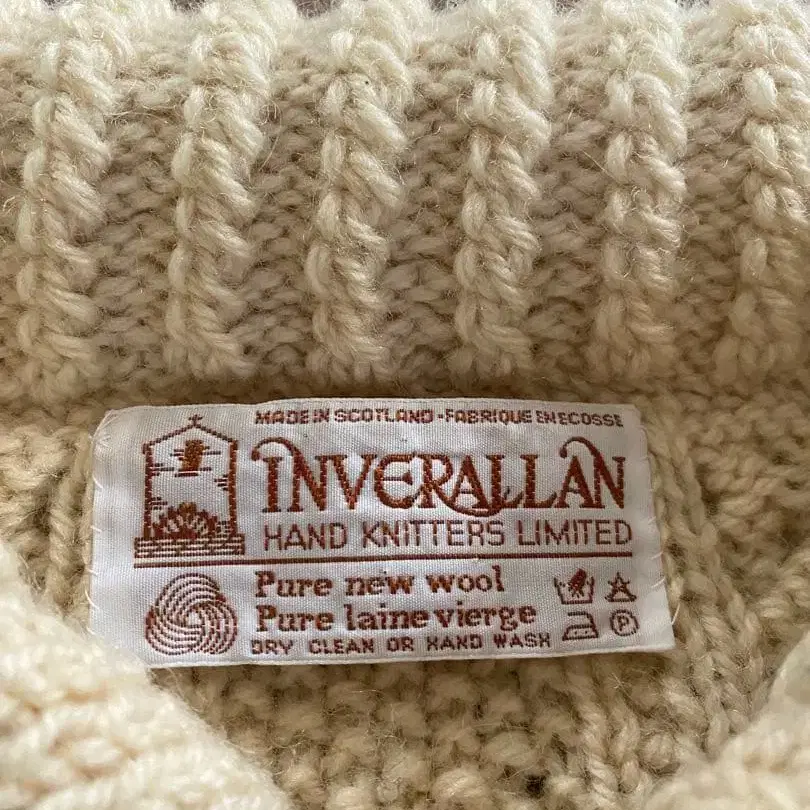 MADE IN SCOTLAND - FABRIQUE EN ECOSSE
INVERALLAN
HAND KNITTERS LIMITED
Pure new wool
Pure laine vierge
DRY CLEAN OR HAND WASH
P